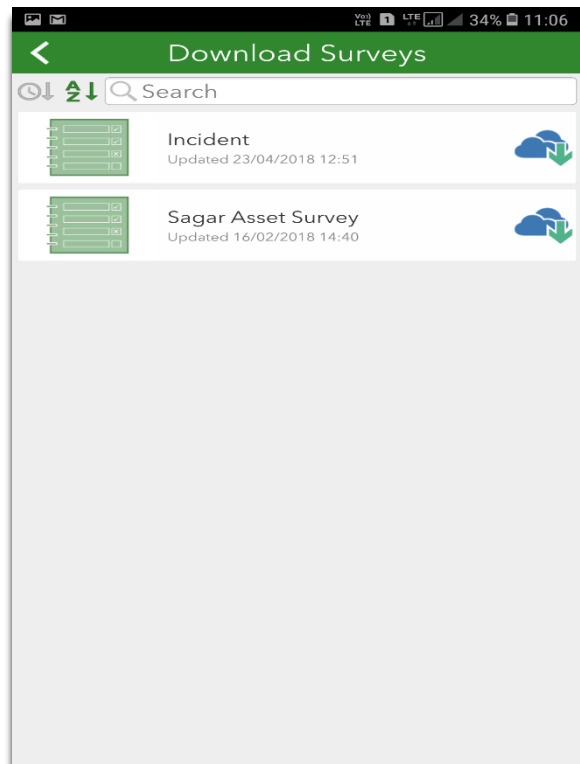 Vo))
LTE 1 LTE 34% 11:06
Download Surveys
A
Z Search
Incident
Updated 23/04/2018 12:51
Sagar Asset Survey
Updated 16/02/2018 14:40